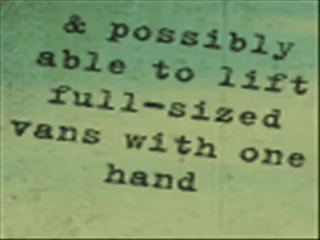 & possibly
able to lift
full-sized
vans with one
hand